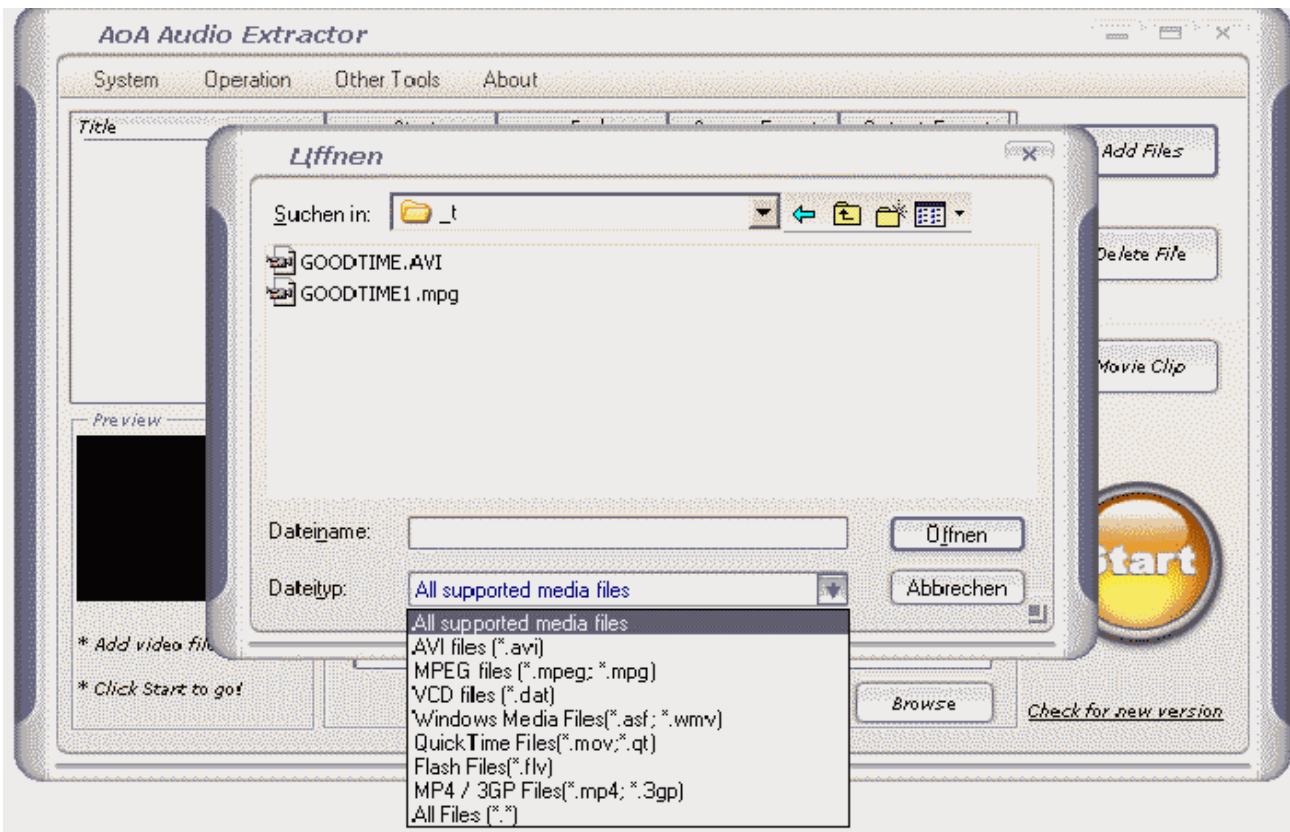 AoA Audio Extractor
System Operation Other Tools About
Title
Öffnen
Add Files
Suchen in: _t
GOODTIME.AVI
GOODTIME1.mpg
Delete File
Movie Clip
Preview
Dateiname:
Öffnen
Start
Dateityp: All supported media files
Abbrechen
All supported media files
AVI files (*.avi)
MPEG files (*.mpeg; *.mpg)
VCD files (*.dat)
Windows Media Files(*.asf; *.wmv)
QuickTime Files(*.mov;*.qt)
Flash Files(*.flv)
MP4 / 3GP Files(*.mp4; *.3gp)
All Files (*.*)
* Add video
* Click Start to go!
Browse
Check for new version